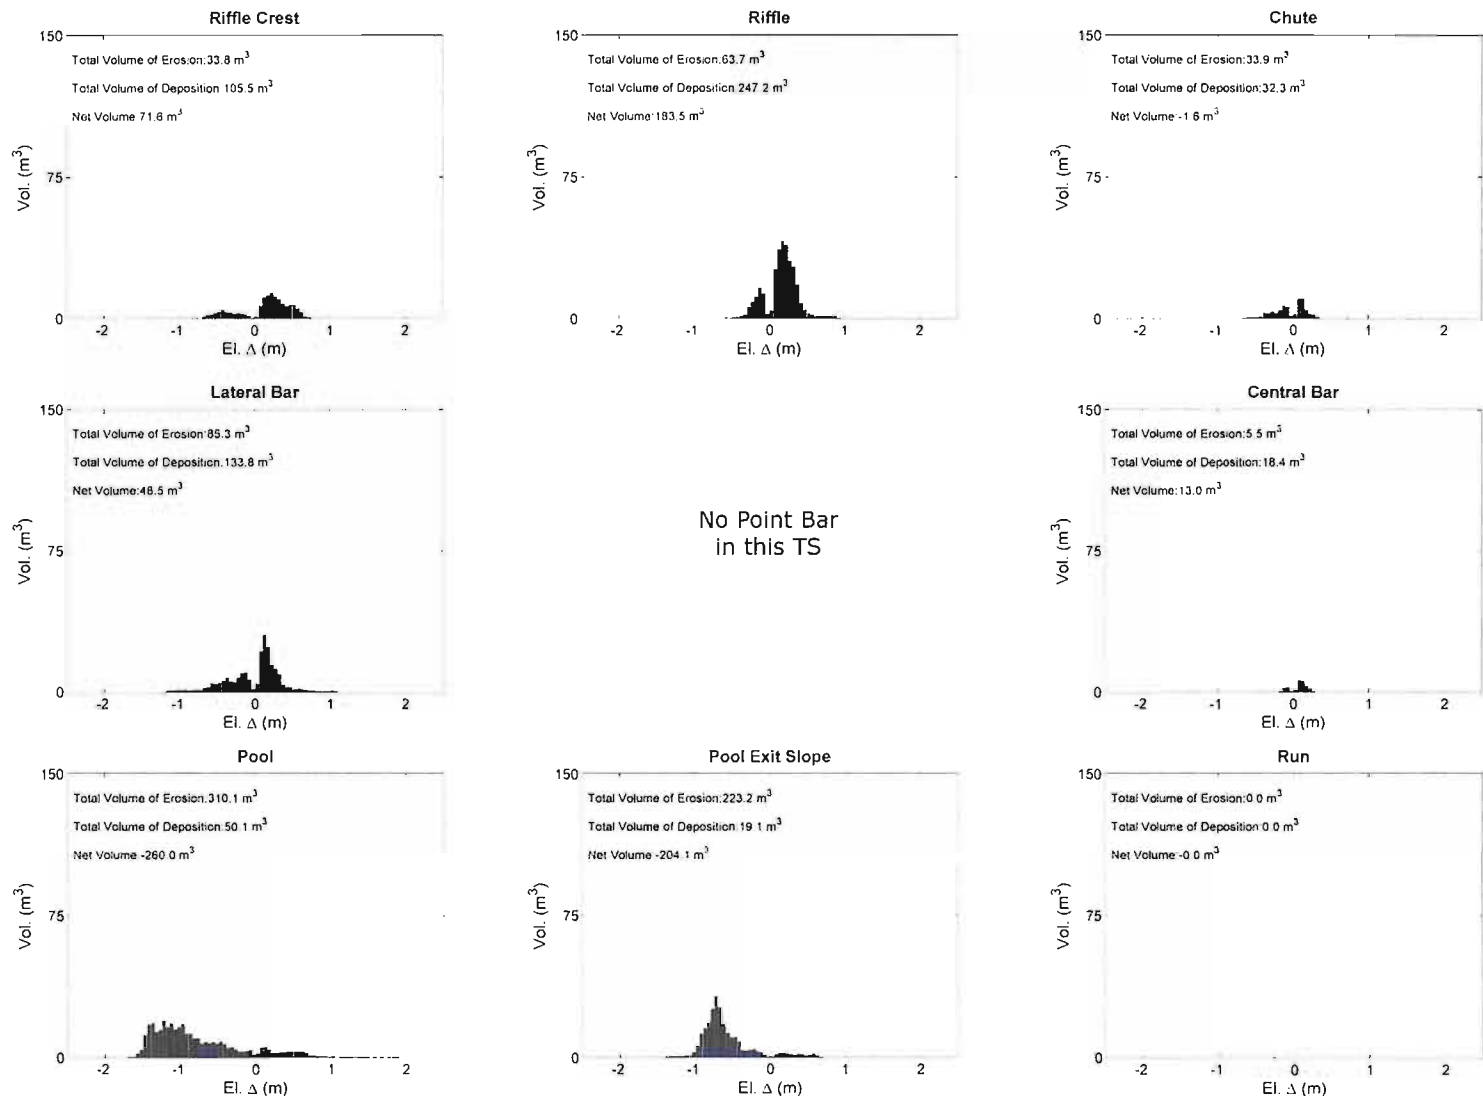 Riffle Crest
150
Total Volume of Erosion:33.8 m³
Total Volume of Deposition 105.5 m³
Net Volume 71.6 m³
75
0
Vol. (m³)
-2 -1 0 1 2
El. Δ (m)
Riffle
150
Total Volume of Erosion:63.7 m³
Total Volume of Deposition 247 2 m³
Net Volume 183.5 m³
75
0
Vol. (m³)
-2 -1 0 1 2
El. Δ (m)
Chute
150
Total Volume of Erosion:33.9 m³
Total Volume of Deposition:32.3 m³
Net Volume -1 6 m³
75
0
Vol. (m³)
-2 -1 0 1 2
El. Δ (m)
Lateral Bar
150
Total Volume of Erosion 85.3 m³
Total Volume of Deposition.133.8 m³
Net Volume:48.5 m³
75
0
Vol. (m³)
-2 -1 0 1 2
El. Δ (m)
No Point Bar
in this TS
Central Bar
150
Total Volume of Erosion:5.5 m³
Total Volume of Deposition:18.4 m³
Net Volume:13.0 m³
75
0
Vol. (m³)
-2 -1 0 1 2
El. Δ (m)
Pool
150
Total Volume of Erosion:310.1 m³
Total Volume of Deposition 50.1 m³
Net Volume -260 0 m³
75
0
Vol. (m³)
-2 -1 0 1 2
El. Δ (m)
Pool Exit Slope
150
Total Volume of Erosion:223.2 m³
Total Volume of Deposition:19 1 m³
Net Volume -204.1 m³
75
0
Vol. (m³)
-2 -1 0 1 2
El. Δ (m)
Run
150
Total Volume of Erosion:0 0 m³
Total Volume of Deposition 0 0 m³
Net Volume -0 0 m³
75
0
Vol. (m³)
-2 -1 0 1 2
El. Δ (m)